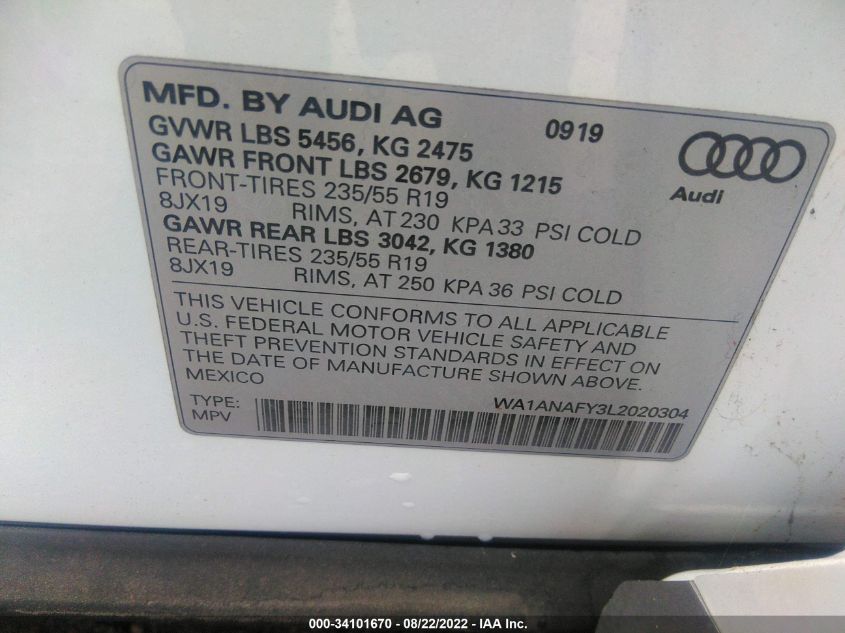 MFD. BY AUDI AG 0919
GVWR LBS 5456, KG 2475
GAWR FRONT LBS 2679, KG 1215
FRONT-TIRES 235/55 R19
8JX19 RIMS, AT 230 KPA 33 PSI COLD
GAWR REAR LBS 3042, KG 1380
REAR-TIRES 235/55 R19
8JX19 RIMS, AT 250 KPA 36 PSI COLD
Audi
THIS VEHICLE CONFORMS TO ALL APPLICABLE
U.S. FEDERAL MOTOR VEHICLE SAFETY AND
THEFT PREVENTION STANDARDS IN EFFECT ON
THE DATE OF MANUFACTURE SHOWN ABOVE.
MEXICO
TYPE: WA1ANAFY3L2020304
MPV
000-34101670 - 08/22/2022 - IAA Inc.